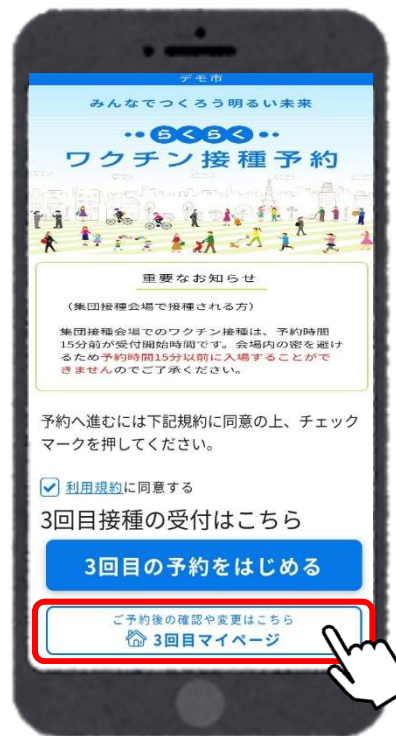 デモ市
みんなでつくろう明るい未来
らくらく
ワクチン接種予約
重要なお知らせ
（集団接種会場で接種される方）
集団接種会場でのワクチン接種は、予約時間
15分前が受付開始時間です。会場内の密を避け
るため予約時間15分以前に入場することがで
きませんのでご了承ください。
予約へ進むには下記規約に同意の上、チェック
マークを押してください。
利用規約に同意する
3回目接種の受付はこちら
3回目の予約をはじめる
ご予約後の確認や変更はこちら
3回目マイページ